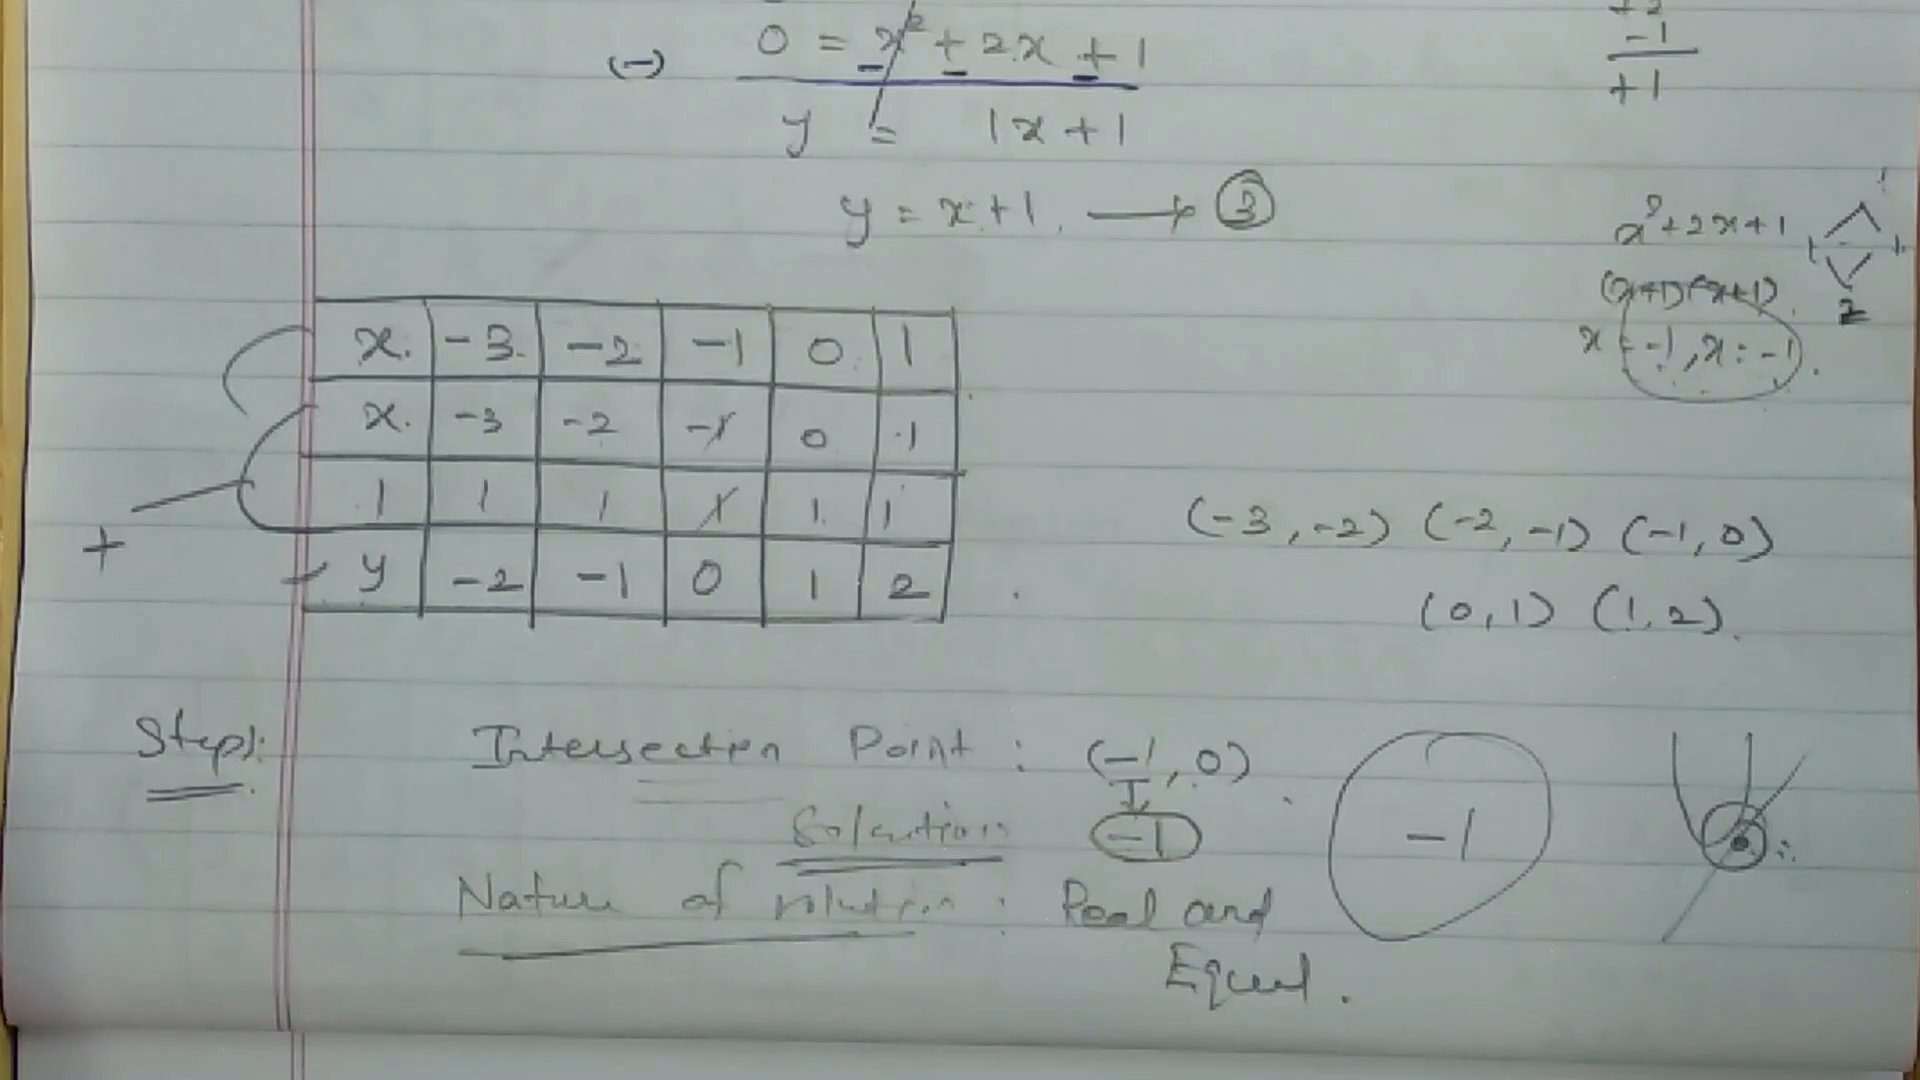 +2
(-) 0 = x² + 2x + 1
-1
+1
y = 1x + 1
y = x+1. → 3
x²+2x+1
(x+1)(x+1)
2
x = -1, x = -1.
x. -3 -2 -1 0 1
x. -3 -2 -1 0 1
1 1 1 1 1 1
+
y -2 -1 0 1 2
(-3, -2) (-2, -1) (-1, 0)
(0, 1) (1, 2).
Intersection Point : (-1, 0)
Solution: -1
-1
Nature of solution : Real and
Equal.